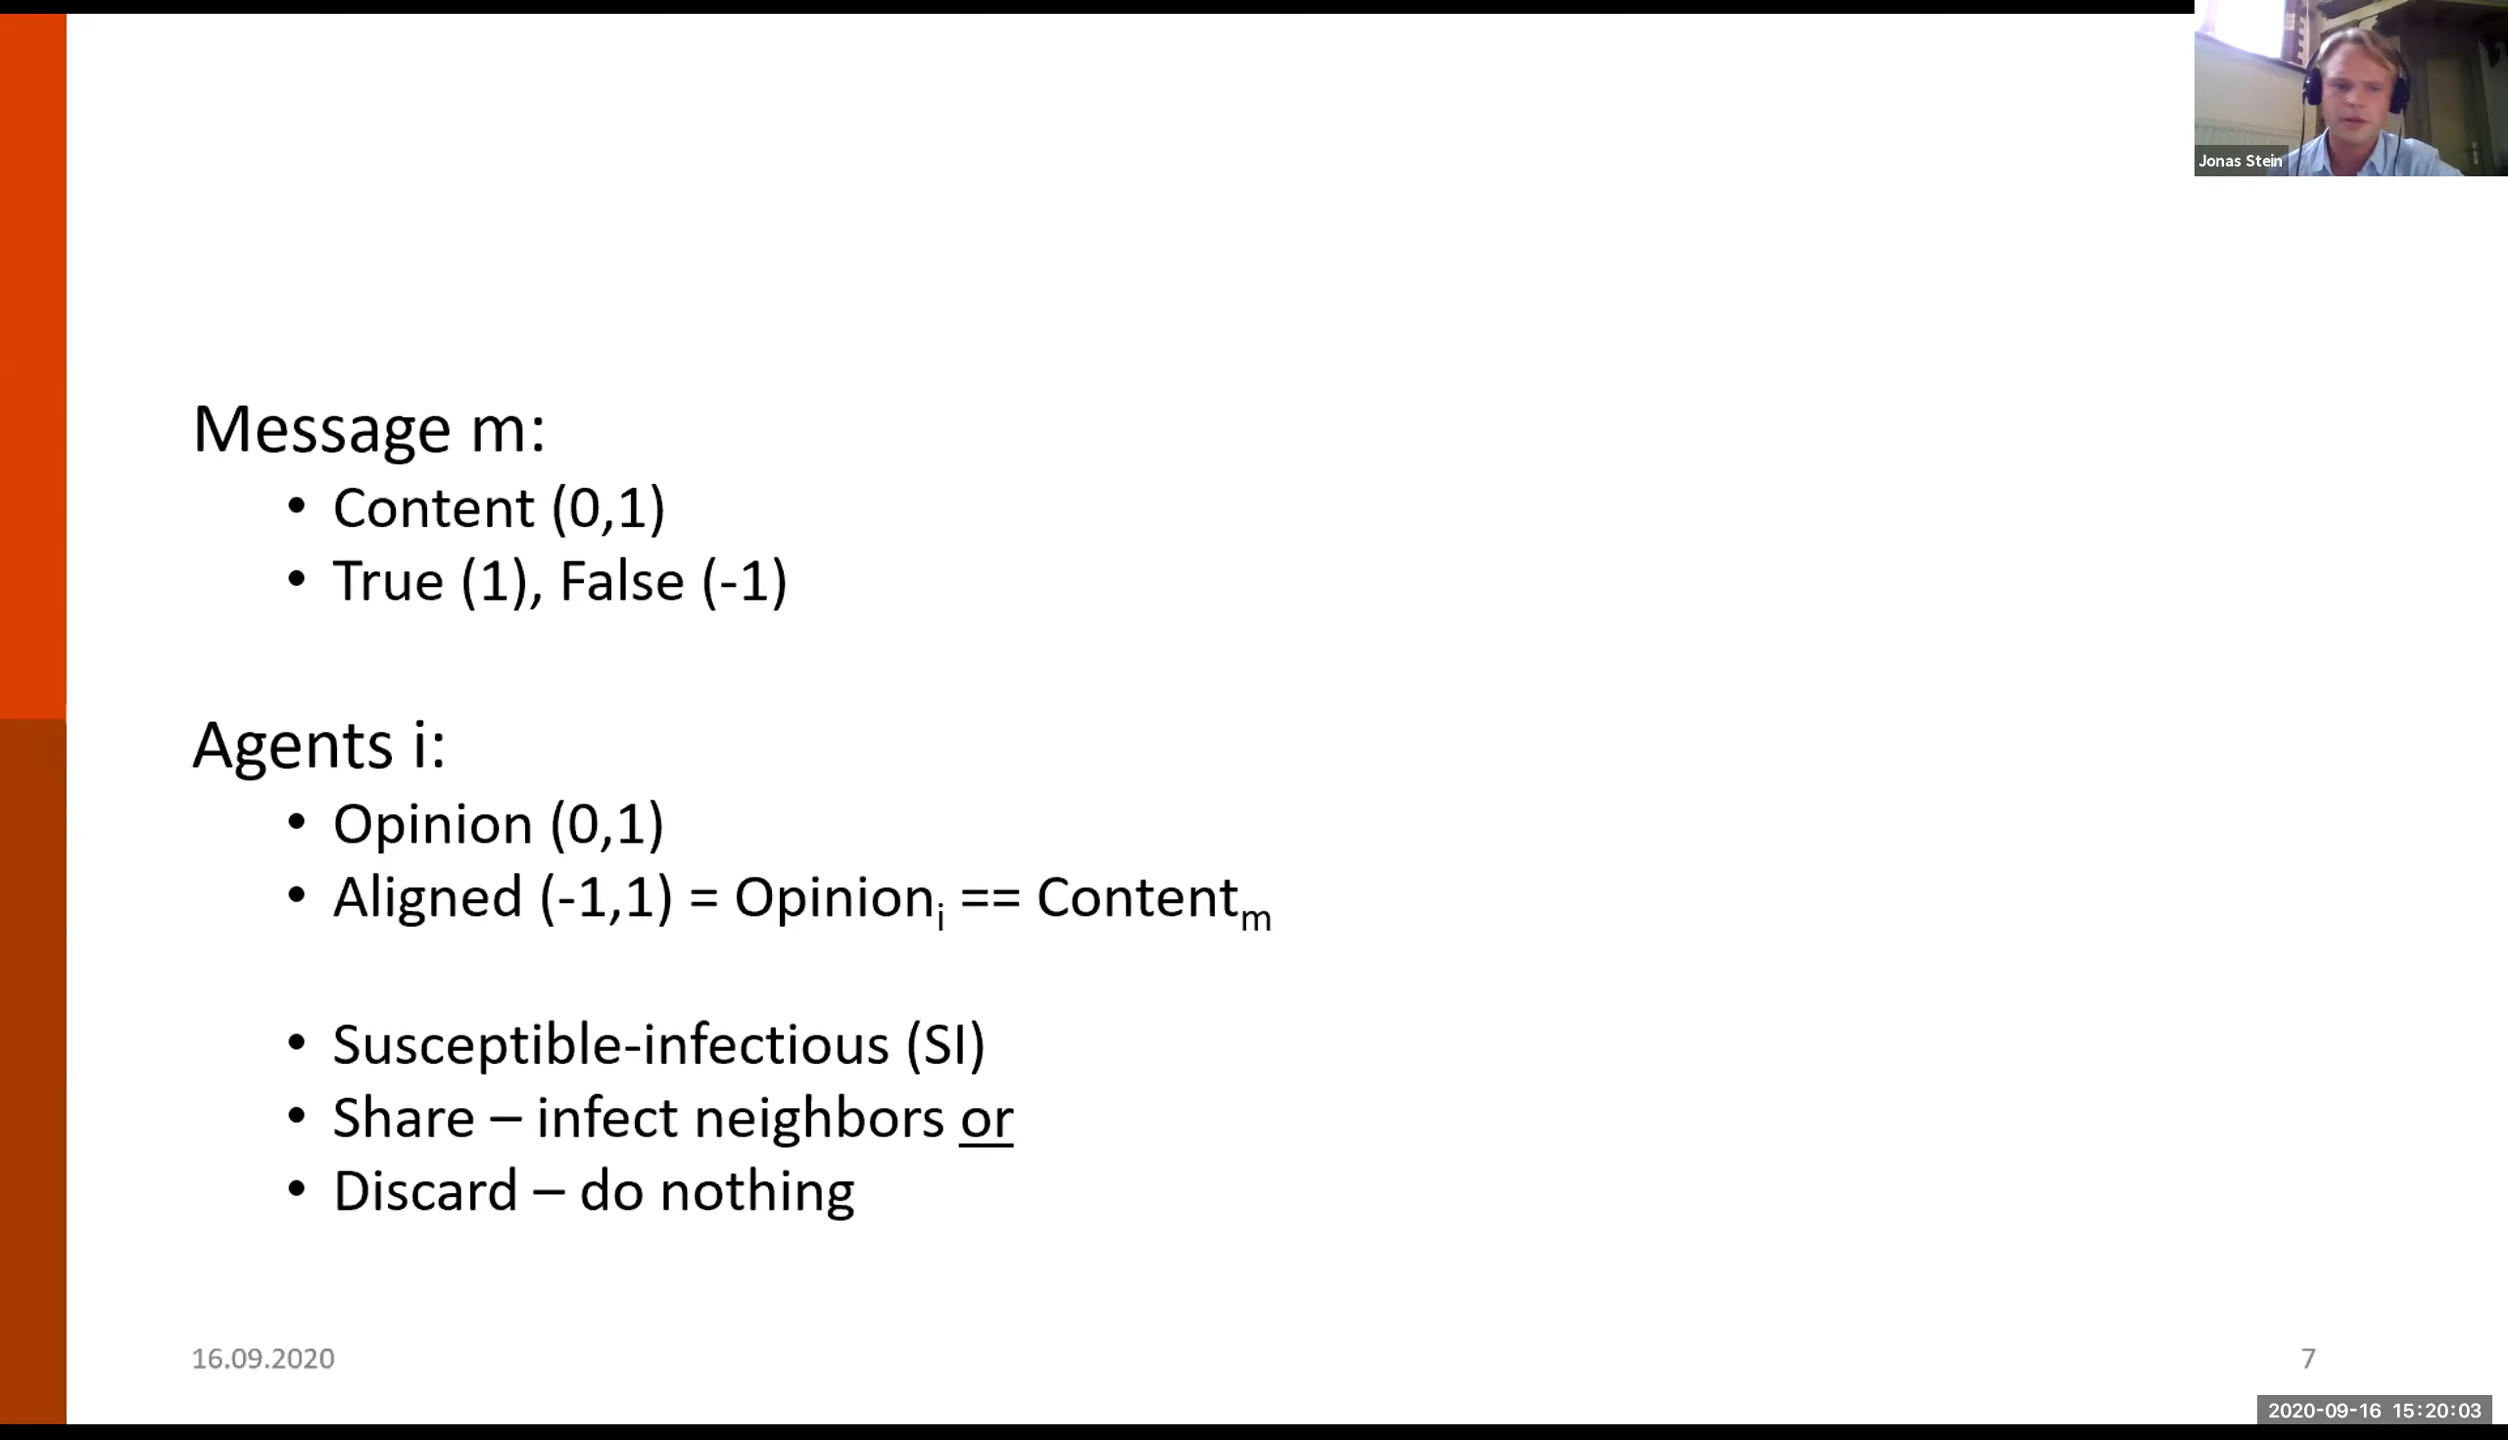 Jonas Stein
Message m:
• Content (0,1)
• True (1), False (-1)
Agents i:
• Opinion (0,1)
• Aligned (-1,1) = Opinioni == Contentm
• Susceptible-infectious (SI)
• Share – infect neighbors or
• Discard – do nothing
16.09.2020
7
2020-09-16 15:20:03